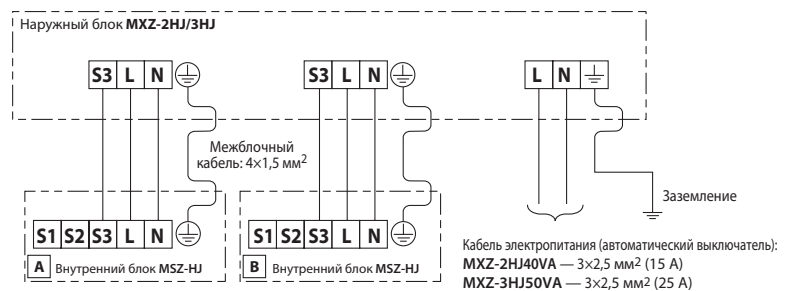 Наружный блок MXZ-2HJ/3HJ
S3 L N
S3 L N
L N
Межблочный
кабель: 4×1,5 мм²
Заземление
S1 S2 S3 L N
S1 S2 S3 L N
A Внутренний блок MSZ-HJ
B Внутренний блок MSZ-HJ
Кабель электропитания (автоматический выключатель):
MXZ-2HJ40VA — 3×2,5 мм² (15 А)
MXZ-3HJ50VA — 3×2,5 мм² (25 А)